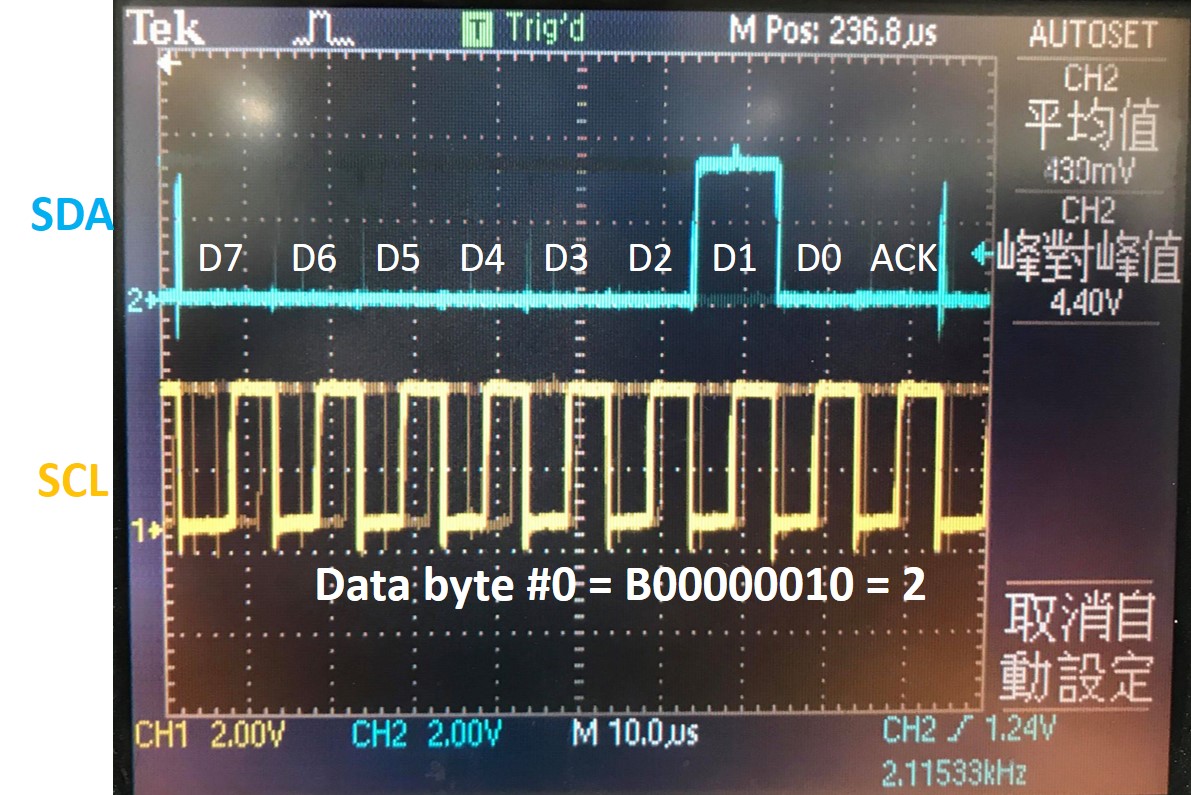 Tek
T Trig'd
M Pos: 236.8µs
AUTOSET
CH2
平均值
430mV
CH2
峰對峰值
4.40V
SDA
D7 D6 D5 D4 D3 D2 D1 D0 ACK
2
SCL
1
Data byte #0 = B00000010 = 2
取消自
動設定
CH1 2.00V
CH2 2.00V
M 10.0µs
CH2 1.24V
2.11533kHz